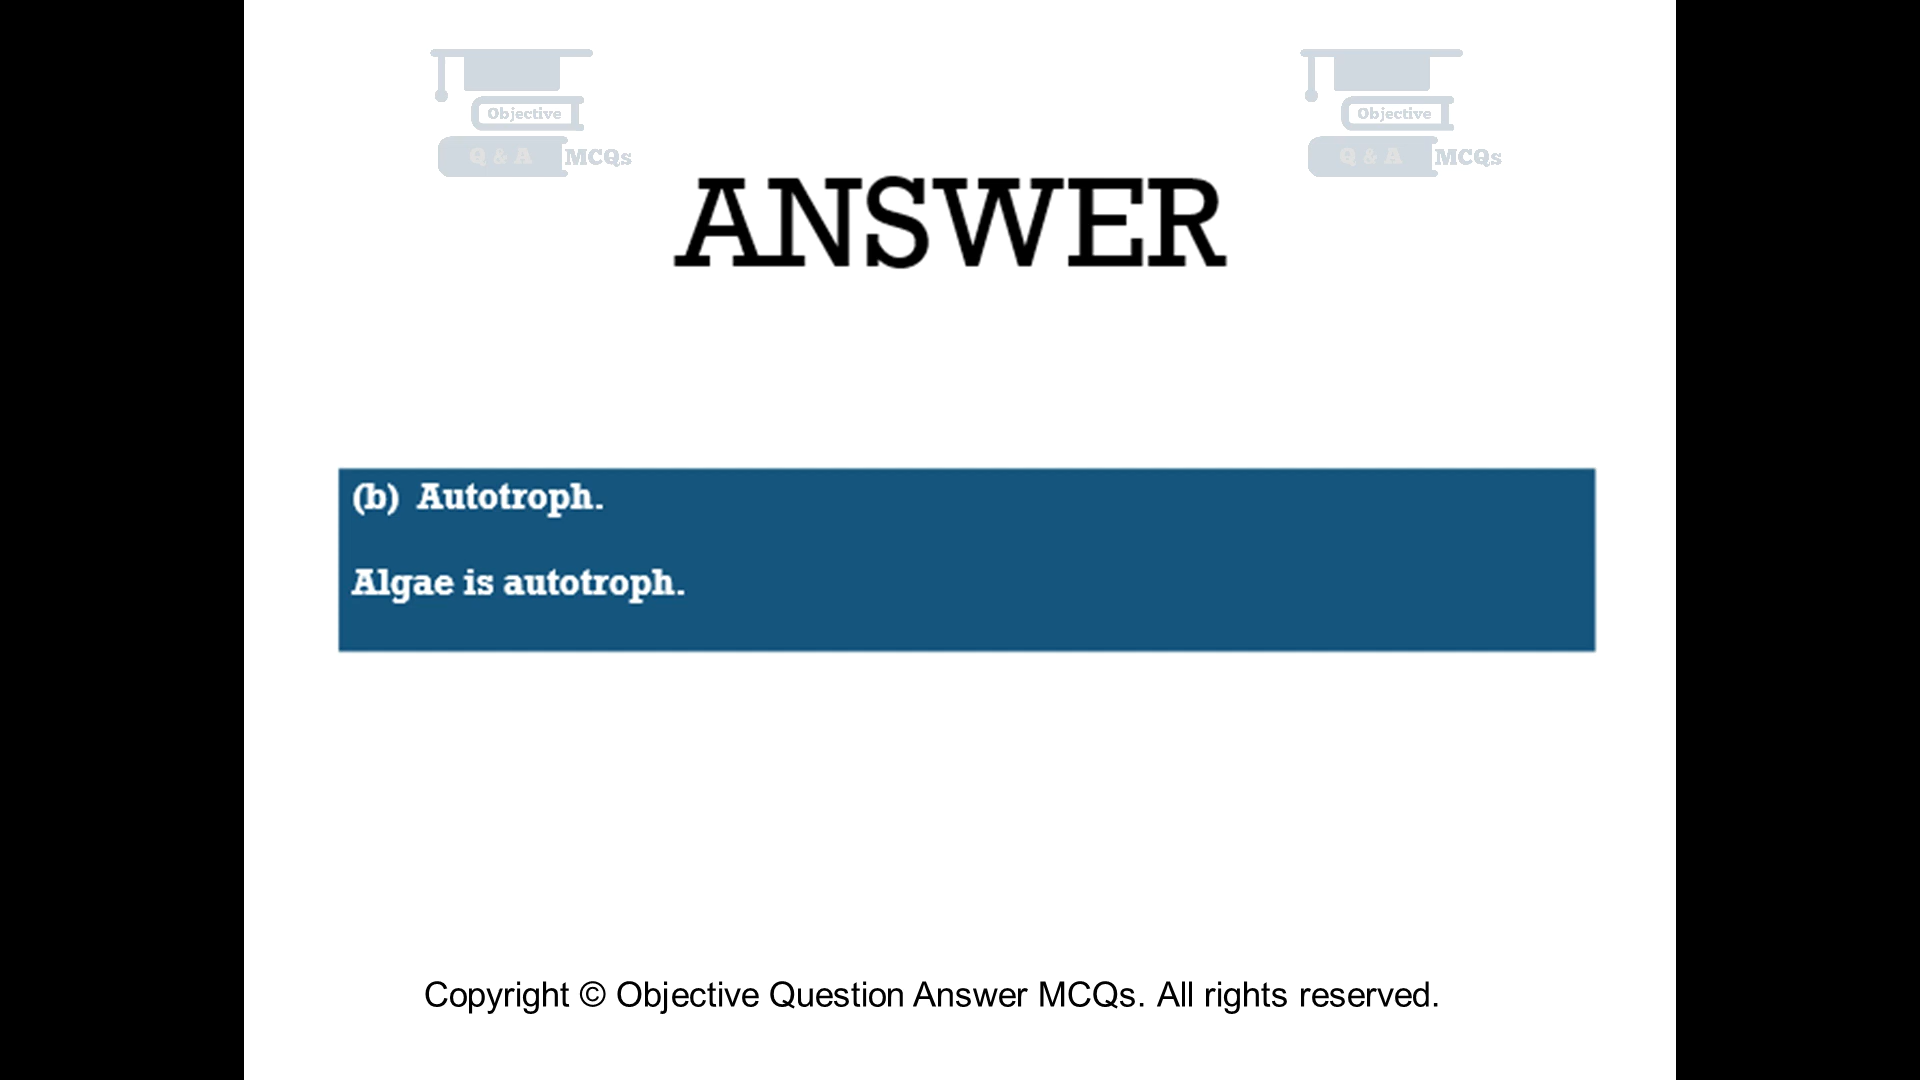 Objective
Q & A MCQs
Objective
Q & A MCQs
ANSWER
(b) Autotroph.
Algae is autotroph.
Copyright © Objective Question Answer MCQs. All rights reserved.